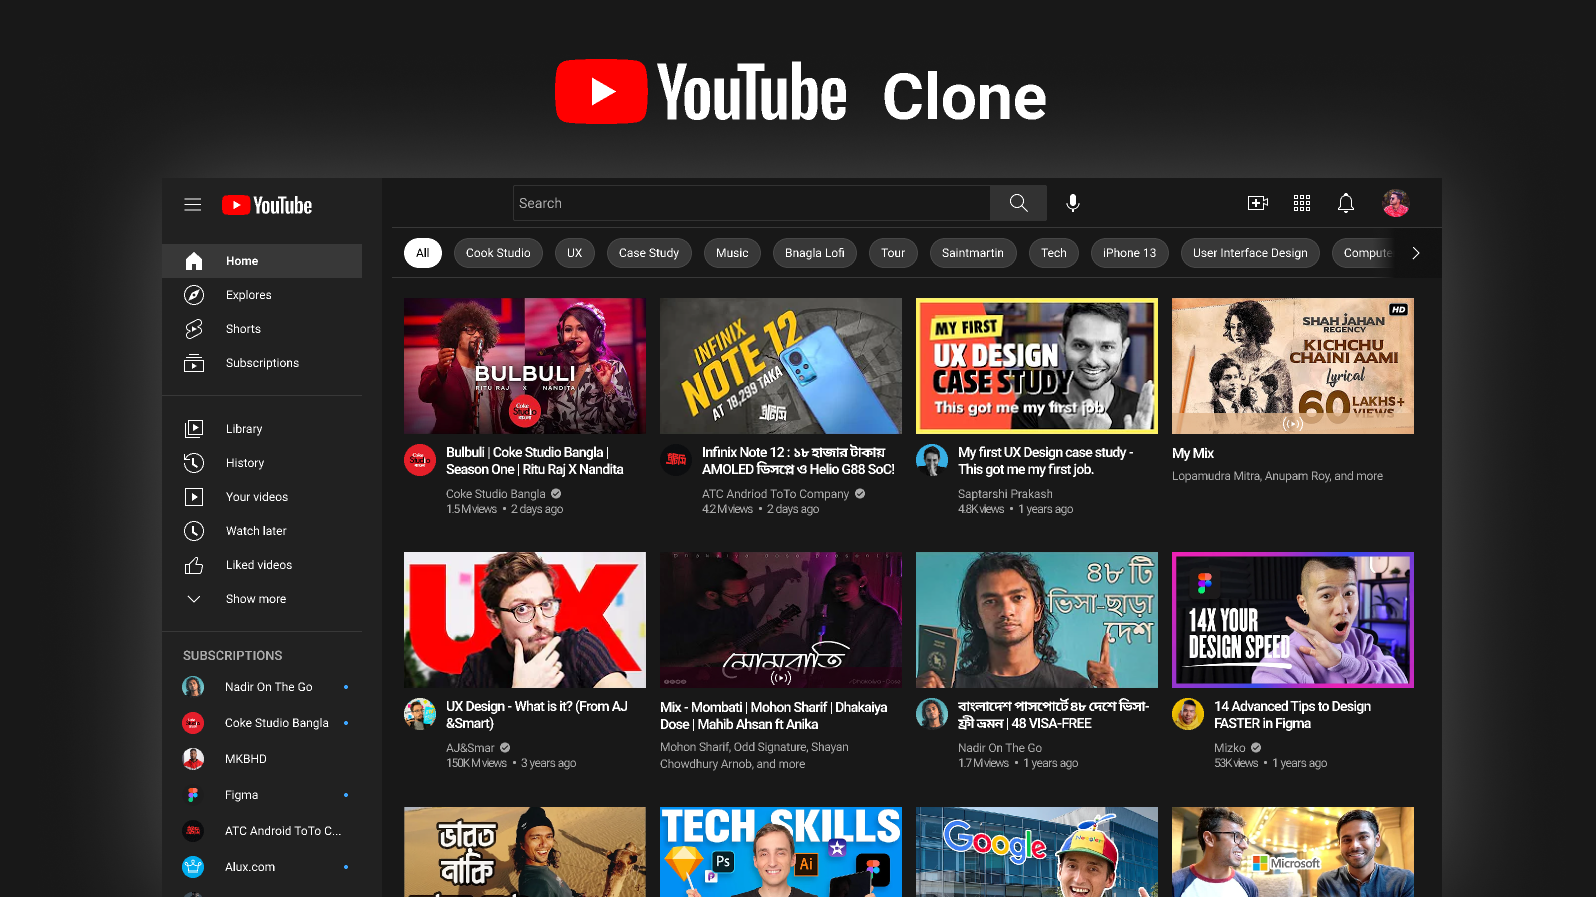 YouTube Clone
YouTube
Search
Home
Explores
Shorts
Subscriptions
Library
History
Your videos
Watch later
Lived videos
Show more
SUBSCRIPTIONS
Nadir On The Go
Coke Studio Bangla
MKBHD
Figma
ATC Android ToTo C...
Alux.com
All
Cook Studio
UX
Case Study
Music
Bnagla Lofi
Tour
Saintmartin
Tech
iPhone 13
User Interface Design
Compute
BULBULI
RITU RAJ X NANDITA
Coke
Studio
বাংলা
Bulbuli | Coke Studio Bangla |
Season One | Ritu Raj X Nandita
Coke Studio Bangla
1.5M views • 2 days ago
INFINIX
NOTE 12
AT 18,299 TAKA
Infinix Note 12 : ১৮ হাজার টাকায়
AMOLED ডিসপ্লে ও Helio G88 SoC!
ATC Andriod ToTo Company
4.2M views • 2 days ago
MY FIRST
UX DESIGN
CASE STUDY
This got me my first job
My first UX Design case study -
This got me my first job.
Saptarshi Prakash
4.8K views • 1 years ago
HD
SHAH JAHAN
REGENCY
KICHCHU
CHAINI AAMI
Lyrical
60 LAKHS+
VIEWS
My Mix
Lopamudra Mitra, Anupam Roy, and more
UX
UX Design - What is it? (From AJ
&Smart)
AJ&Smar
150K M views • 3 years ago
Dhakaiya Dose Presents
মোমবাতি
Mix - Mombati | Mohon Sharif | Dhakaiya
Dose | Mahib Ahsan ft Anika
Mohon Sharif, Odd Signature, Shayan
Chowdhury Arnob, and more
৪৮ টি
ভিসা-ছাড়া
দেশ
বাংলাদেশ পাসপোর্টে ৪৮ দেশে ভিসা-
ফ্রী ভ্রমন | 48 VISA-FREE
Nadir On The Go
1.7M views • 1 years ago
14X YOUR
DESIGN SPEED
14 Advanced Tips to Design
FASTER in Figma
Mizko
53K views • 1 years ago
ভারত
নাকি
TECH SKILLS
Ps
Ai
Google
Noogler
Microsoft